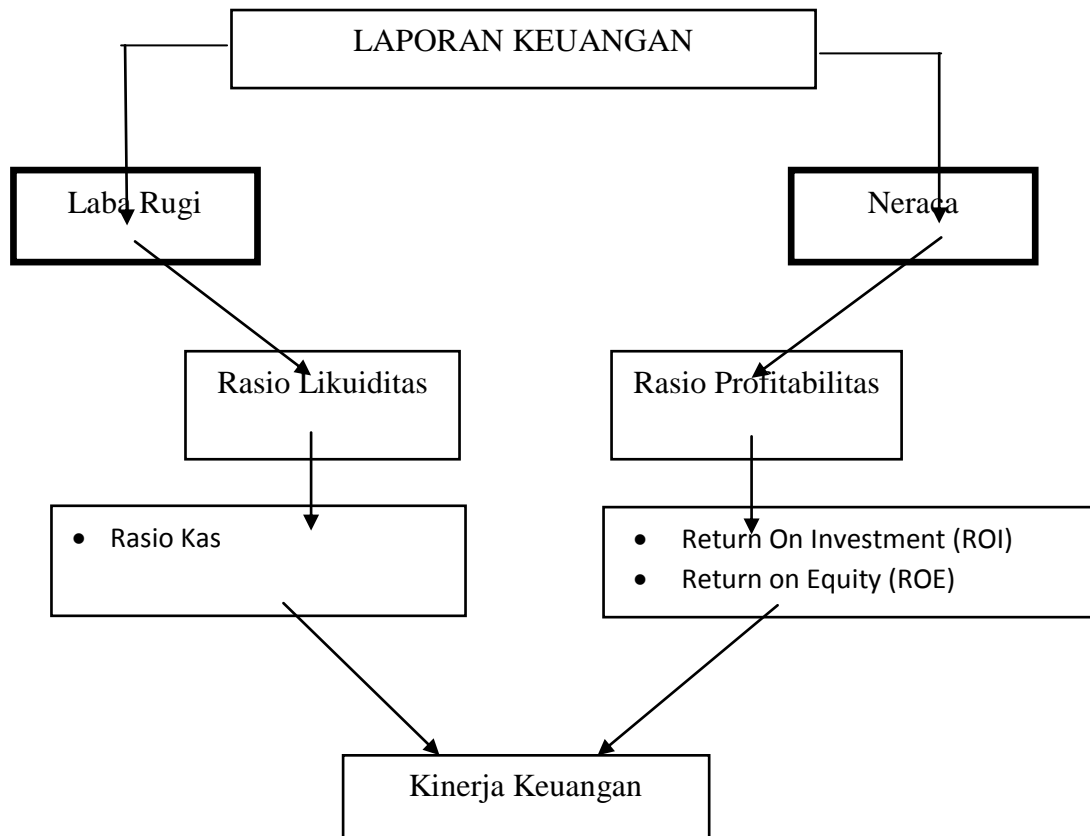 LAPORAN KEUANGAN
Laba Rugi
Neraca
Rasio Likuiditas
Rasio Profitabilitas
• Rasio Kas
• Return On Investment (ROI)
• Return on Equity (ROE)
Kinerja Keuangan